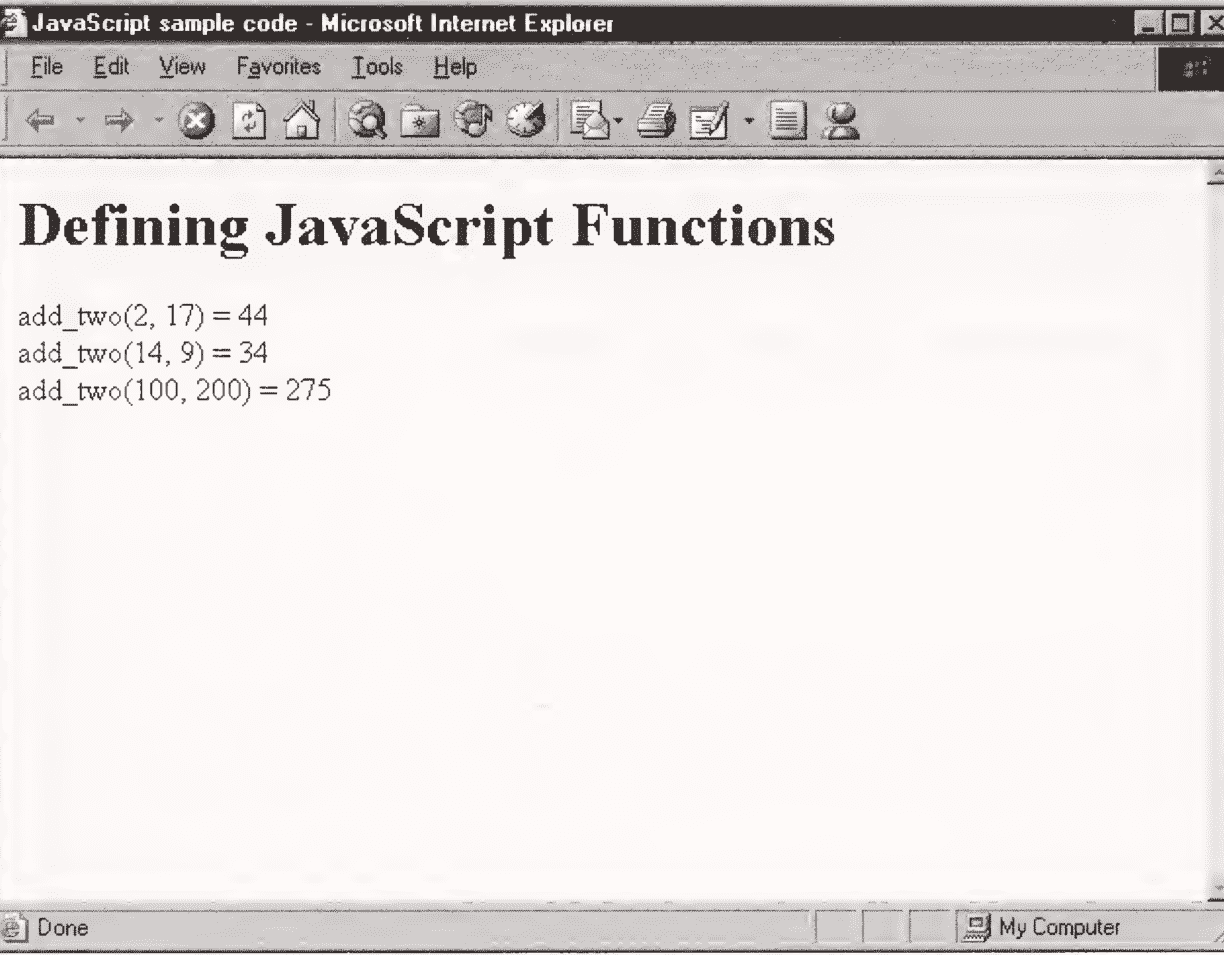 JavaScript sample code - Microsoft Internet Explorer
File Edit View Favorites Tools Help
Defining JavaScript Functions
add_two(2, 17) = 44
add_two(14, 9) = 34
add_two(100, 200) = 275
Done
My Computer